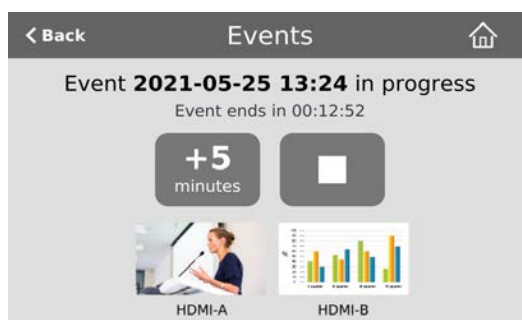 Back
Events
Event 2021-05-25 13:24 in progress
Event ends in 00:12:52
+5
minutes
HDMI-A
HDMI-B